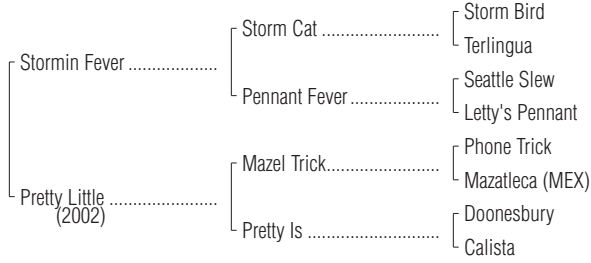 Storm Bird
Storm Cat ........................
Terlingua
Stormin Fever ..................
Seattle Slew
Pennant Fever ..................
Letty's Pennant
Phone Trick
Mazel Trick.......................
Mazatleca (MEX)
Pretty Little .....................
(2002)
Doonesbury
Pretty Is ..........................
Calista